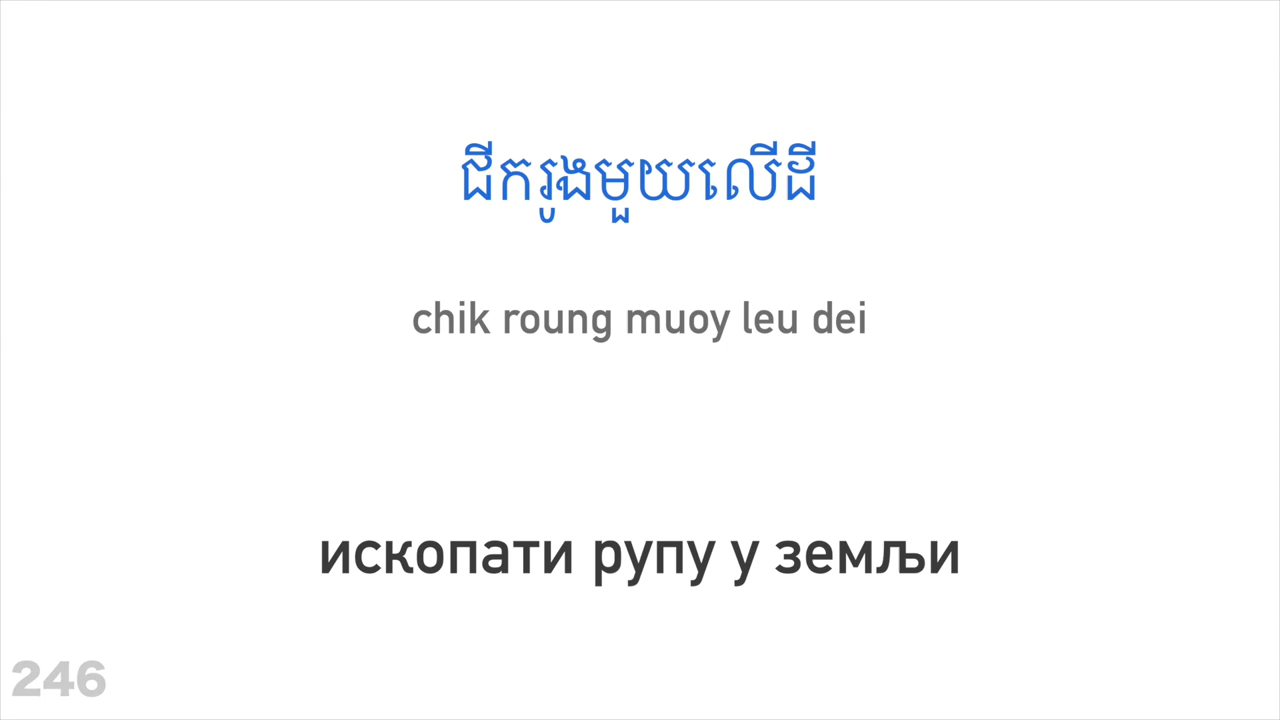 ជីករូងមួយលើដី
chik roung muoy leu dei
ископати рупу у земљи
246